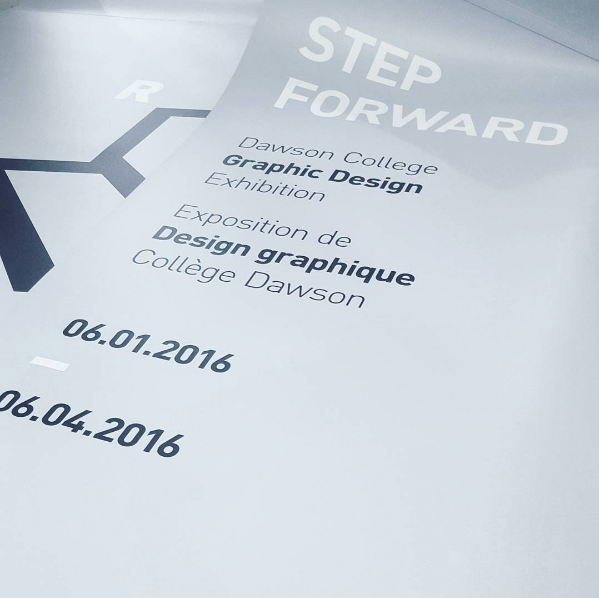 STEP
FORWARD
R
Dawson College
Graphic Design
Exhibition
Exposition de
Design graphique
Collège Dawson
06.01.2016
06.04.2016